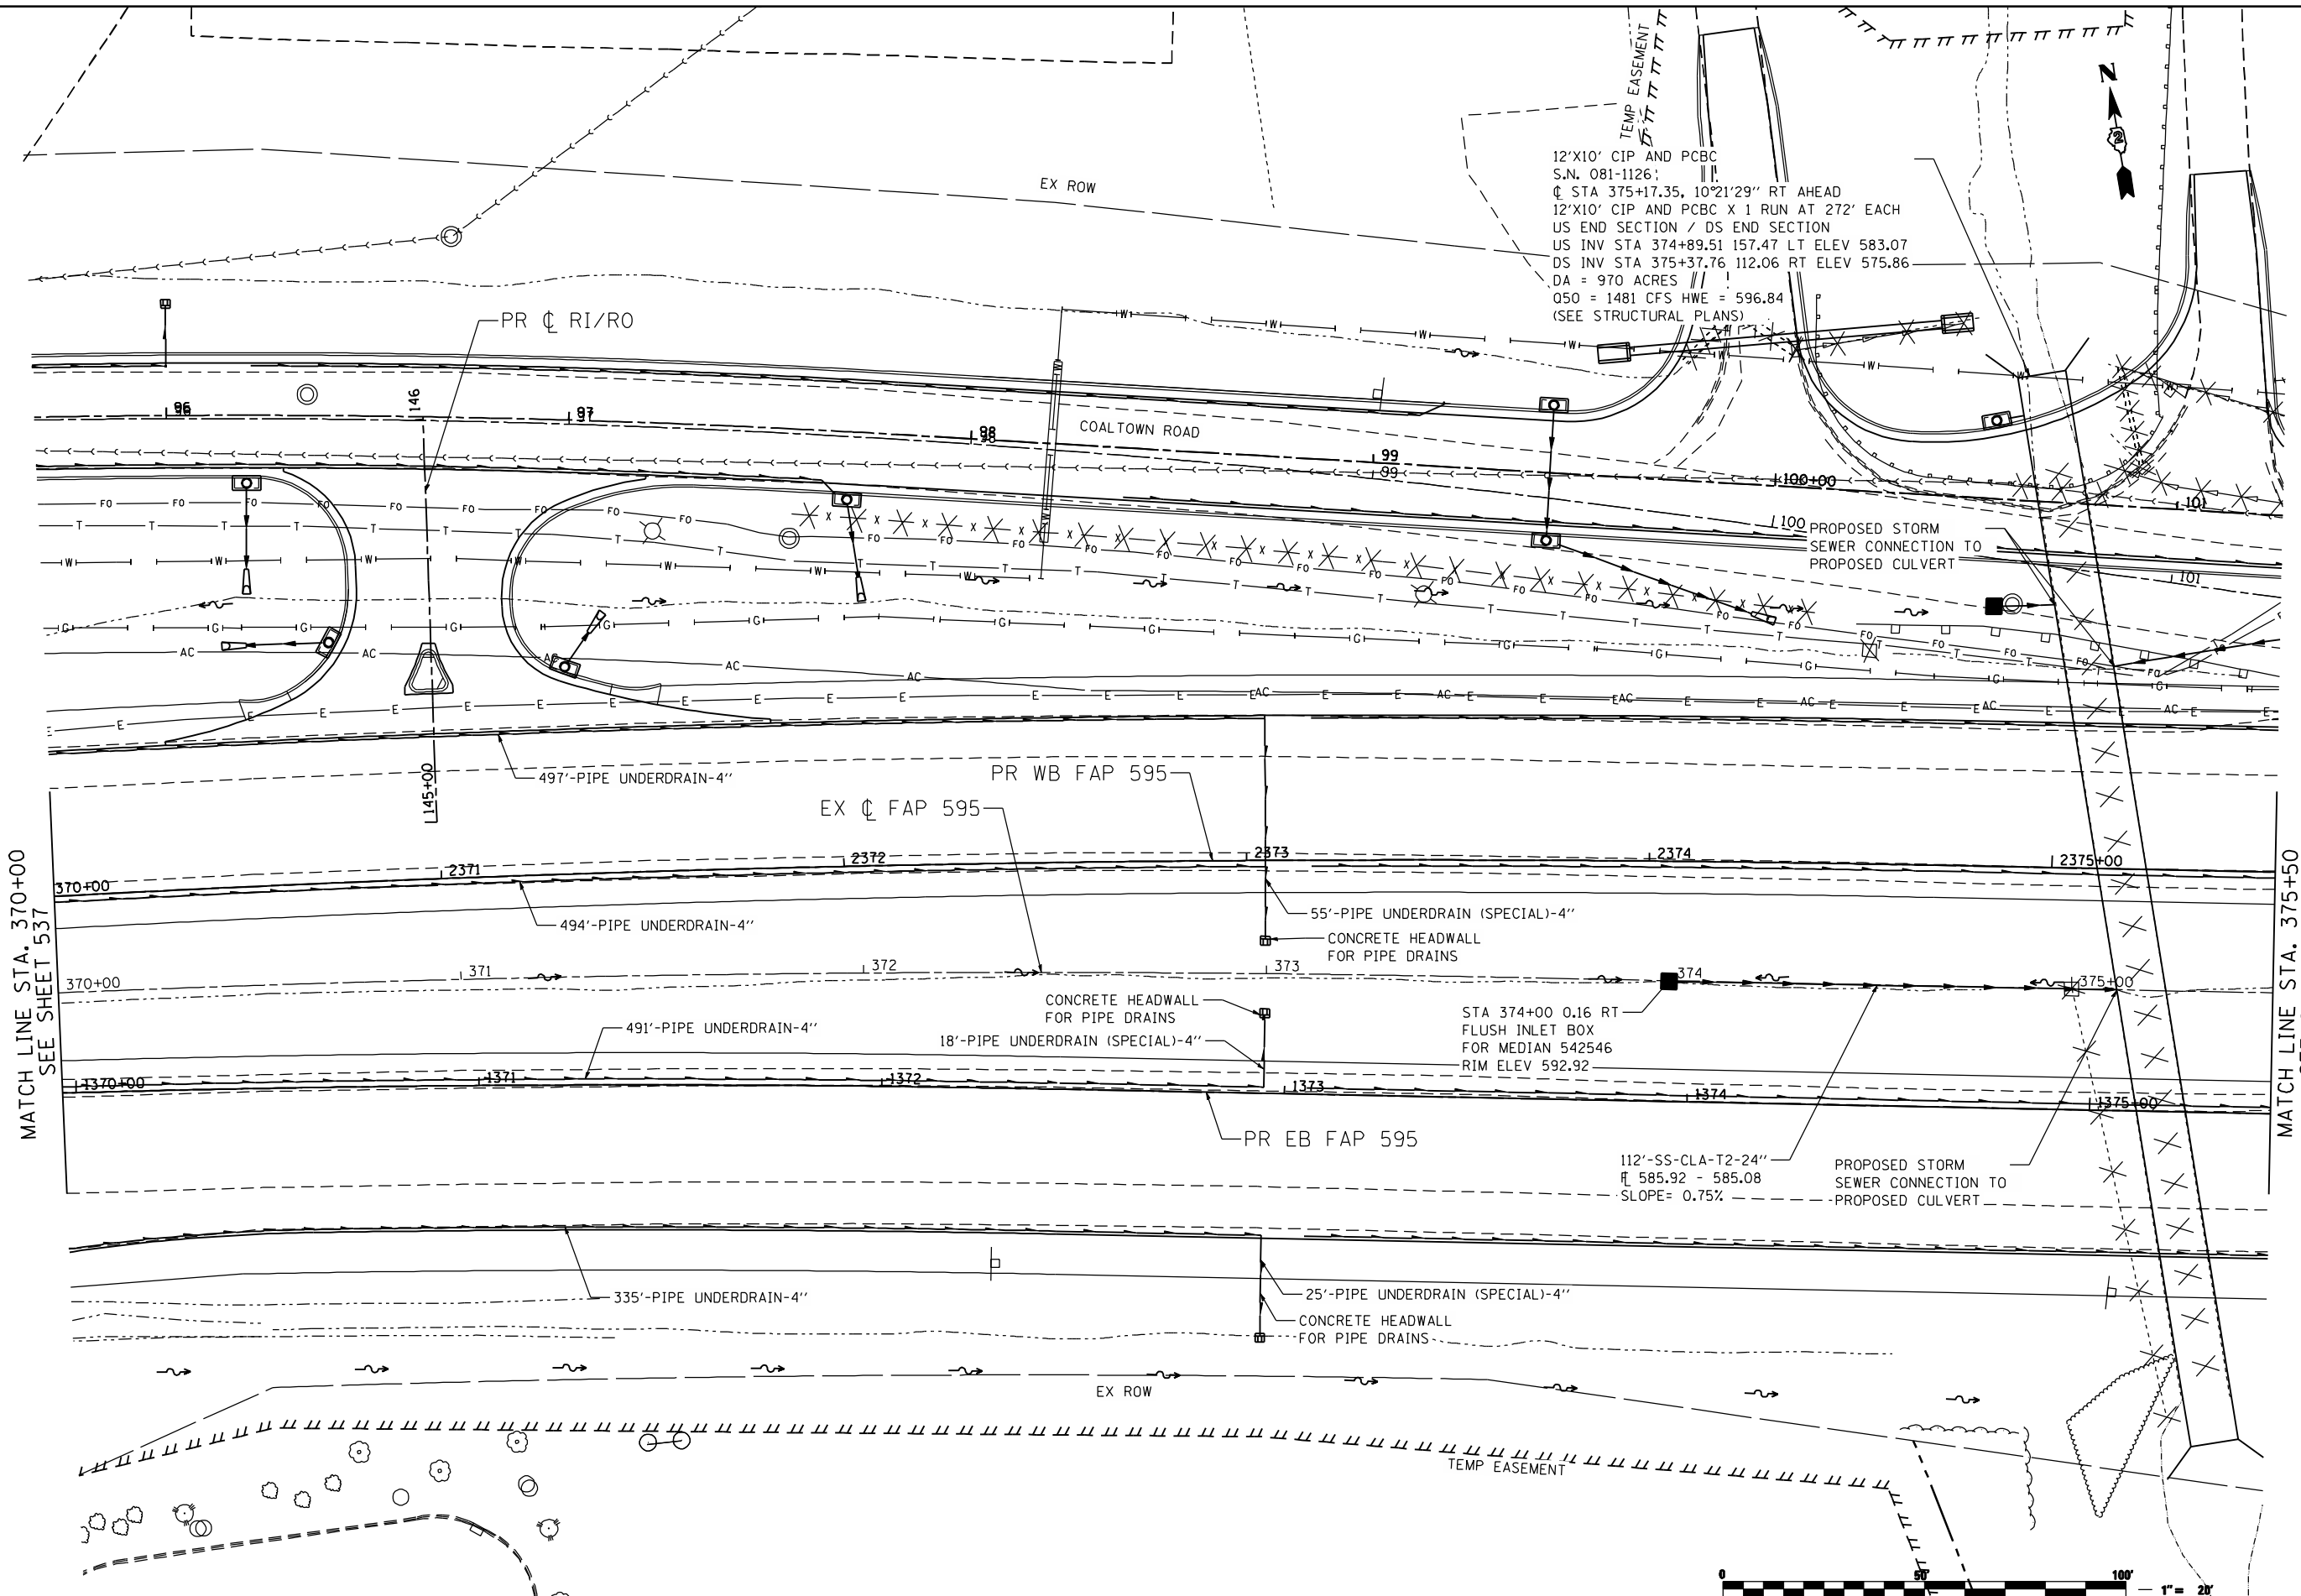 TEMP EASEMENT
N
2
12'X10' CIP AND PCBC
S.N. 081-1126
℄ STA 375+17.35, 10°21'29" RT AHEAD
12'X10' CIP AND PCBC X 1 RUN AT 272' EACH
US END SECTION / DS END SECTION
US INV STA 374+89.51 157.47 LT ELEV 583.07
DS INV STA 375+37.76 112.06 RT ELEV 575.86
DA = 970 ACRES
Q50 = 1481 CFS HWE = 596.84
(SEE STRUCTURAL PLANS)
EX ROW
PR ℄ RI/RO
146
96
97
98
COALTOWN ROAD
99
99
100+00
100
101
101
PROPOSED STORM
SEWER CONNECTION TO
PROPOSED CULVERT
145+00
497'-PIPE UNDERDRAIN-4"
PR WB FAP 595
EX ℄ FAP 595
370+00
2371
2372
2373
2374
2375+00
494'-PIPE UNDERDRAIN-4"
55'-PIPE UNDERDRAIN (SPECIAL)-4"
CONCRETE HEADWALL
FOR PIPE DRAINS
MATCH LINE STA. 370+00
SEE SHEET 537
MATCH LINE STA. 375+50
370+00
371
372
373
374
375+00
CONCRETE HEADWALL
FOR PIPE DRAINS
491'-PIPE UNDERDRAIN-4"
18'-PIPE UNDERDRAIN (SPECIAL)-4"
STA 374+00 0.16 RT
FLUSH INLET BOX
FOR MEDIAN 542546
RIM ELEV 592.92
1370+00
1371
1372
1373
1374
1375+00
PR EB FAP 595
112'-SS-CLA-T2-24"
FL 585.92 - 585.08
SLOPE= 0.75%
PROPOSED STORM
SEWER CONNECTION TO
PROPOSED CULVERT
335'-PIPE UNDERDRAIN-4"
25'-PIPE UNDERDRAIN (SPECIAL)-4"
CONCRETE HEADWALL
FOR PIPE DRAINS
EX ROW
TEMP EASEMENT
0
50'
100'
1"= 20'